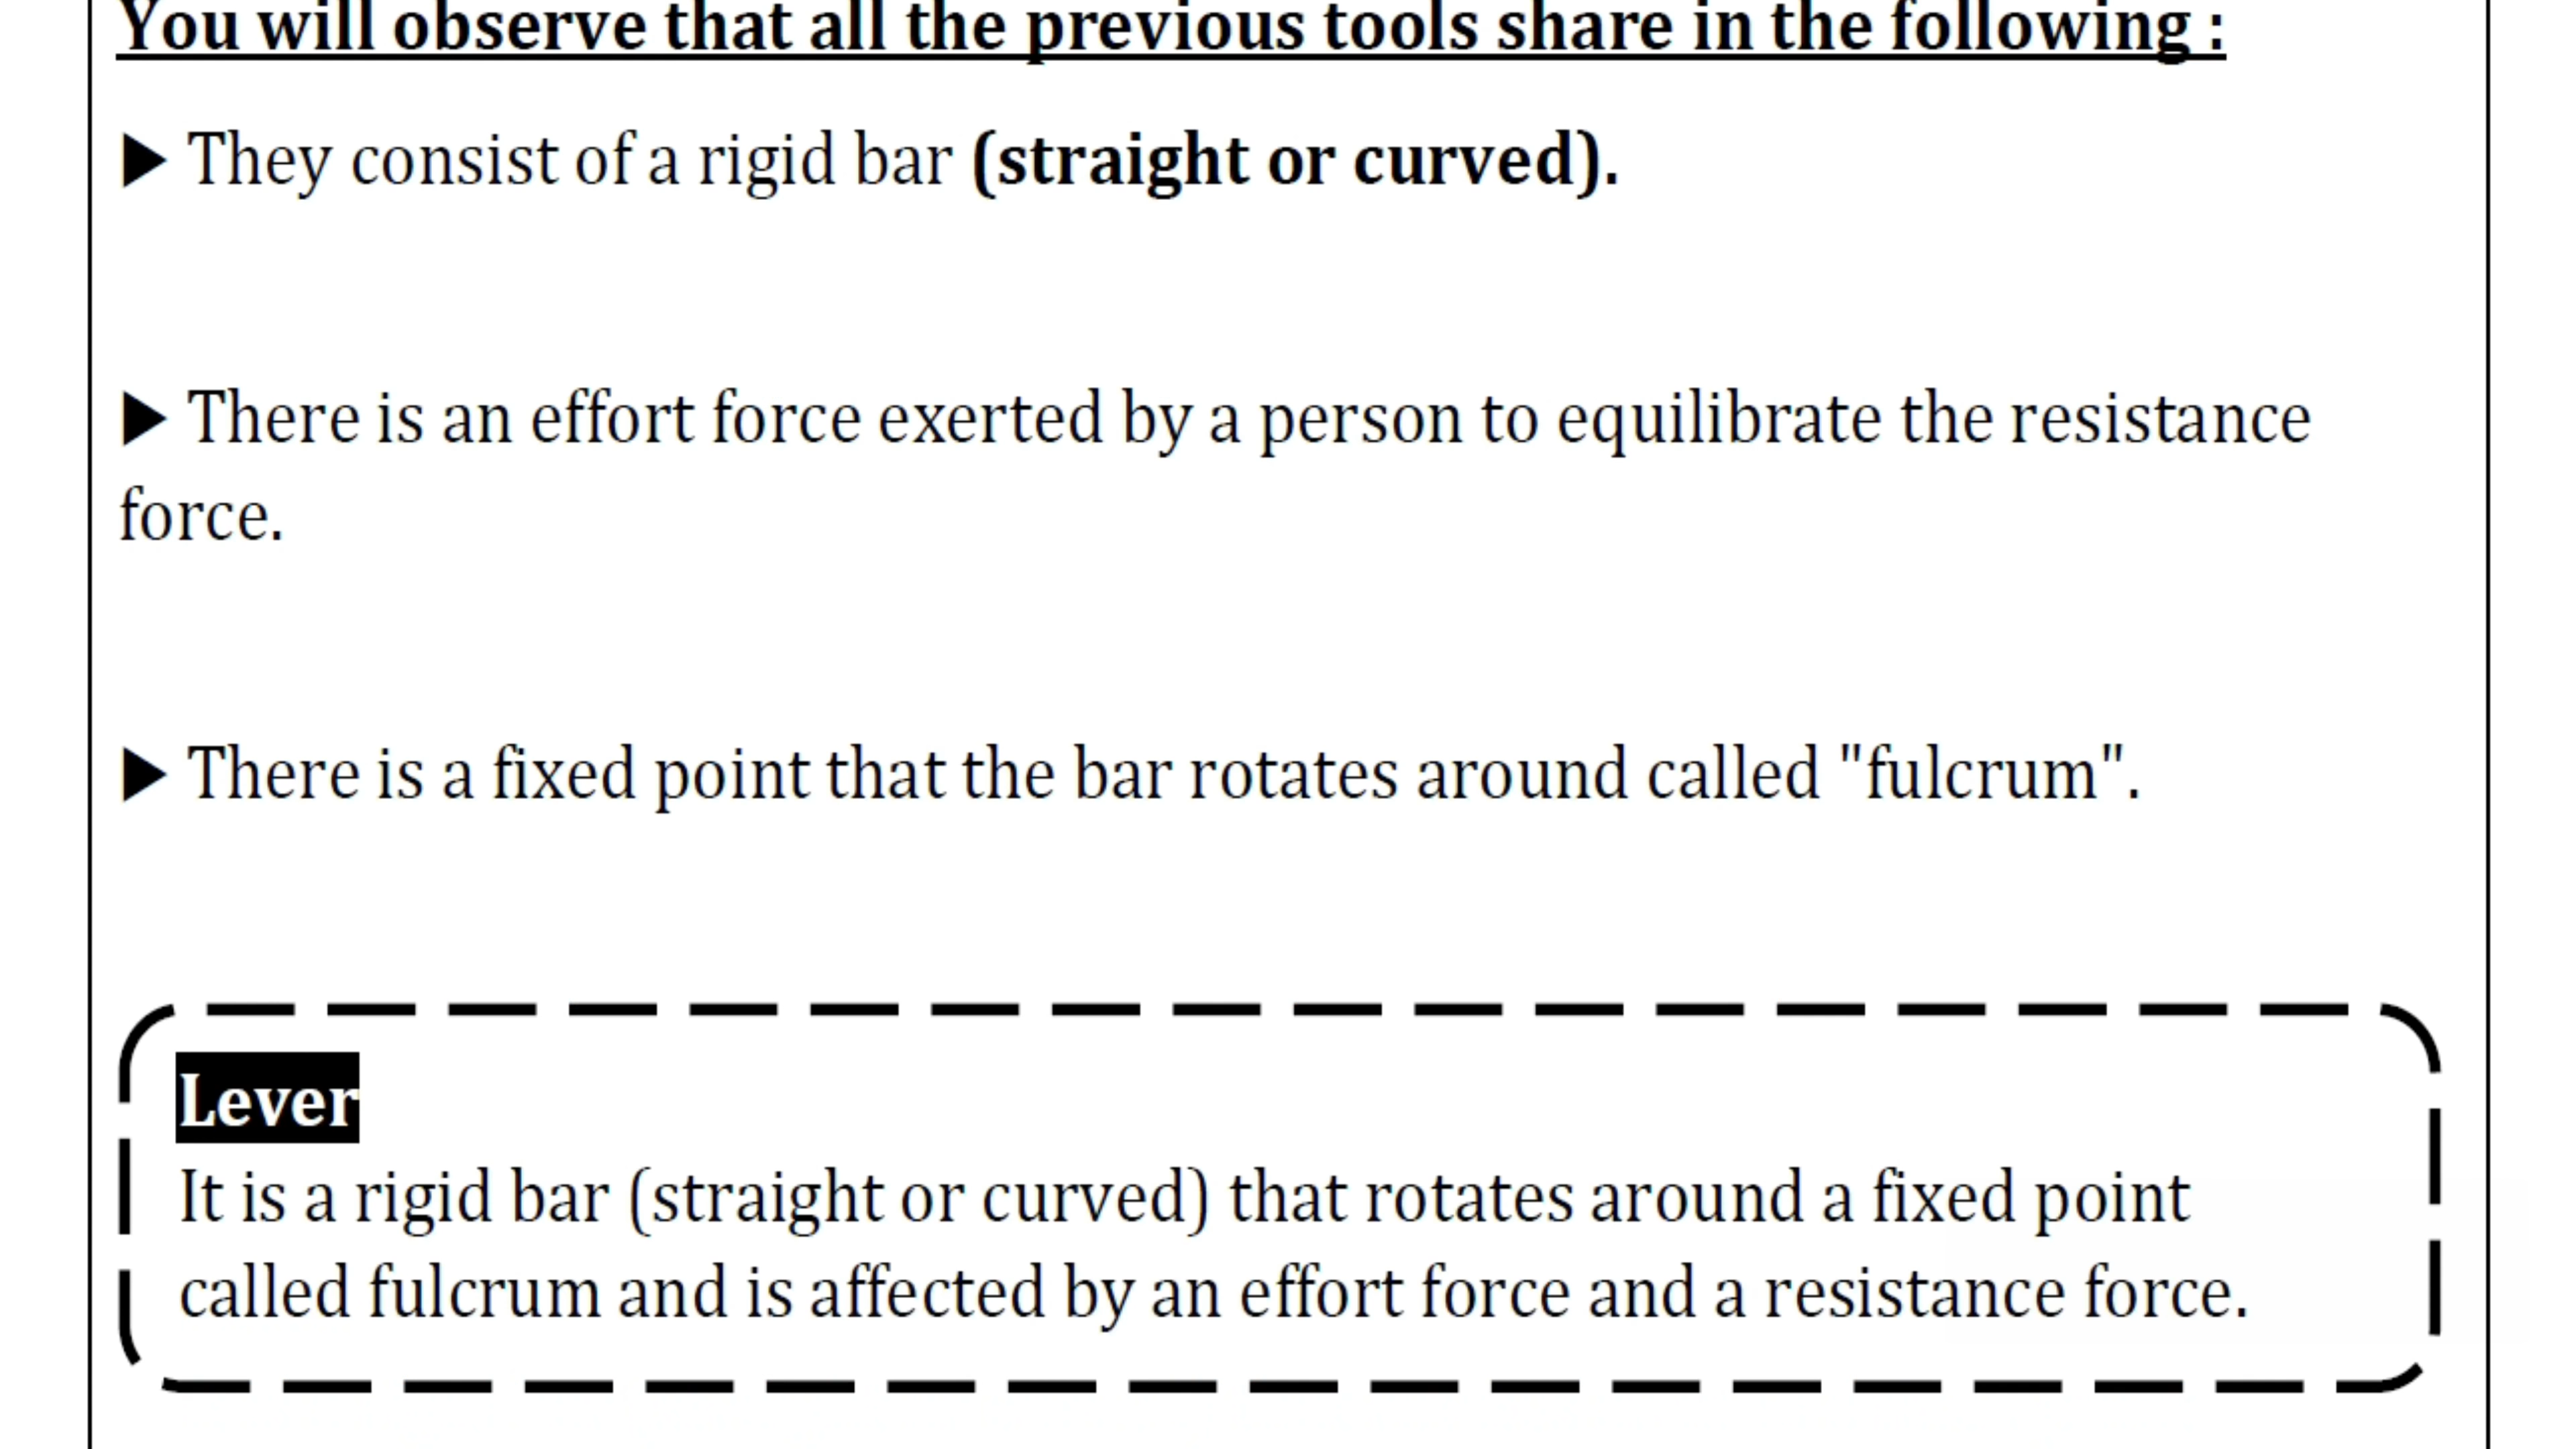 You will observe that all the previous tools share in the following :
▶ They consist of a rigid bar (straight or curved).
▶ There is an effort force exerted by a person to equilibrate the resistance
force.
▶ There is a fixed point that the bar rotates around called "fulcrum".
Lever
It is a rigid bar (straight or curved) that rotates around a fixed point
called fulcrum and is affected by an effort force and a resistance force.